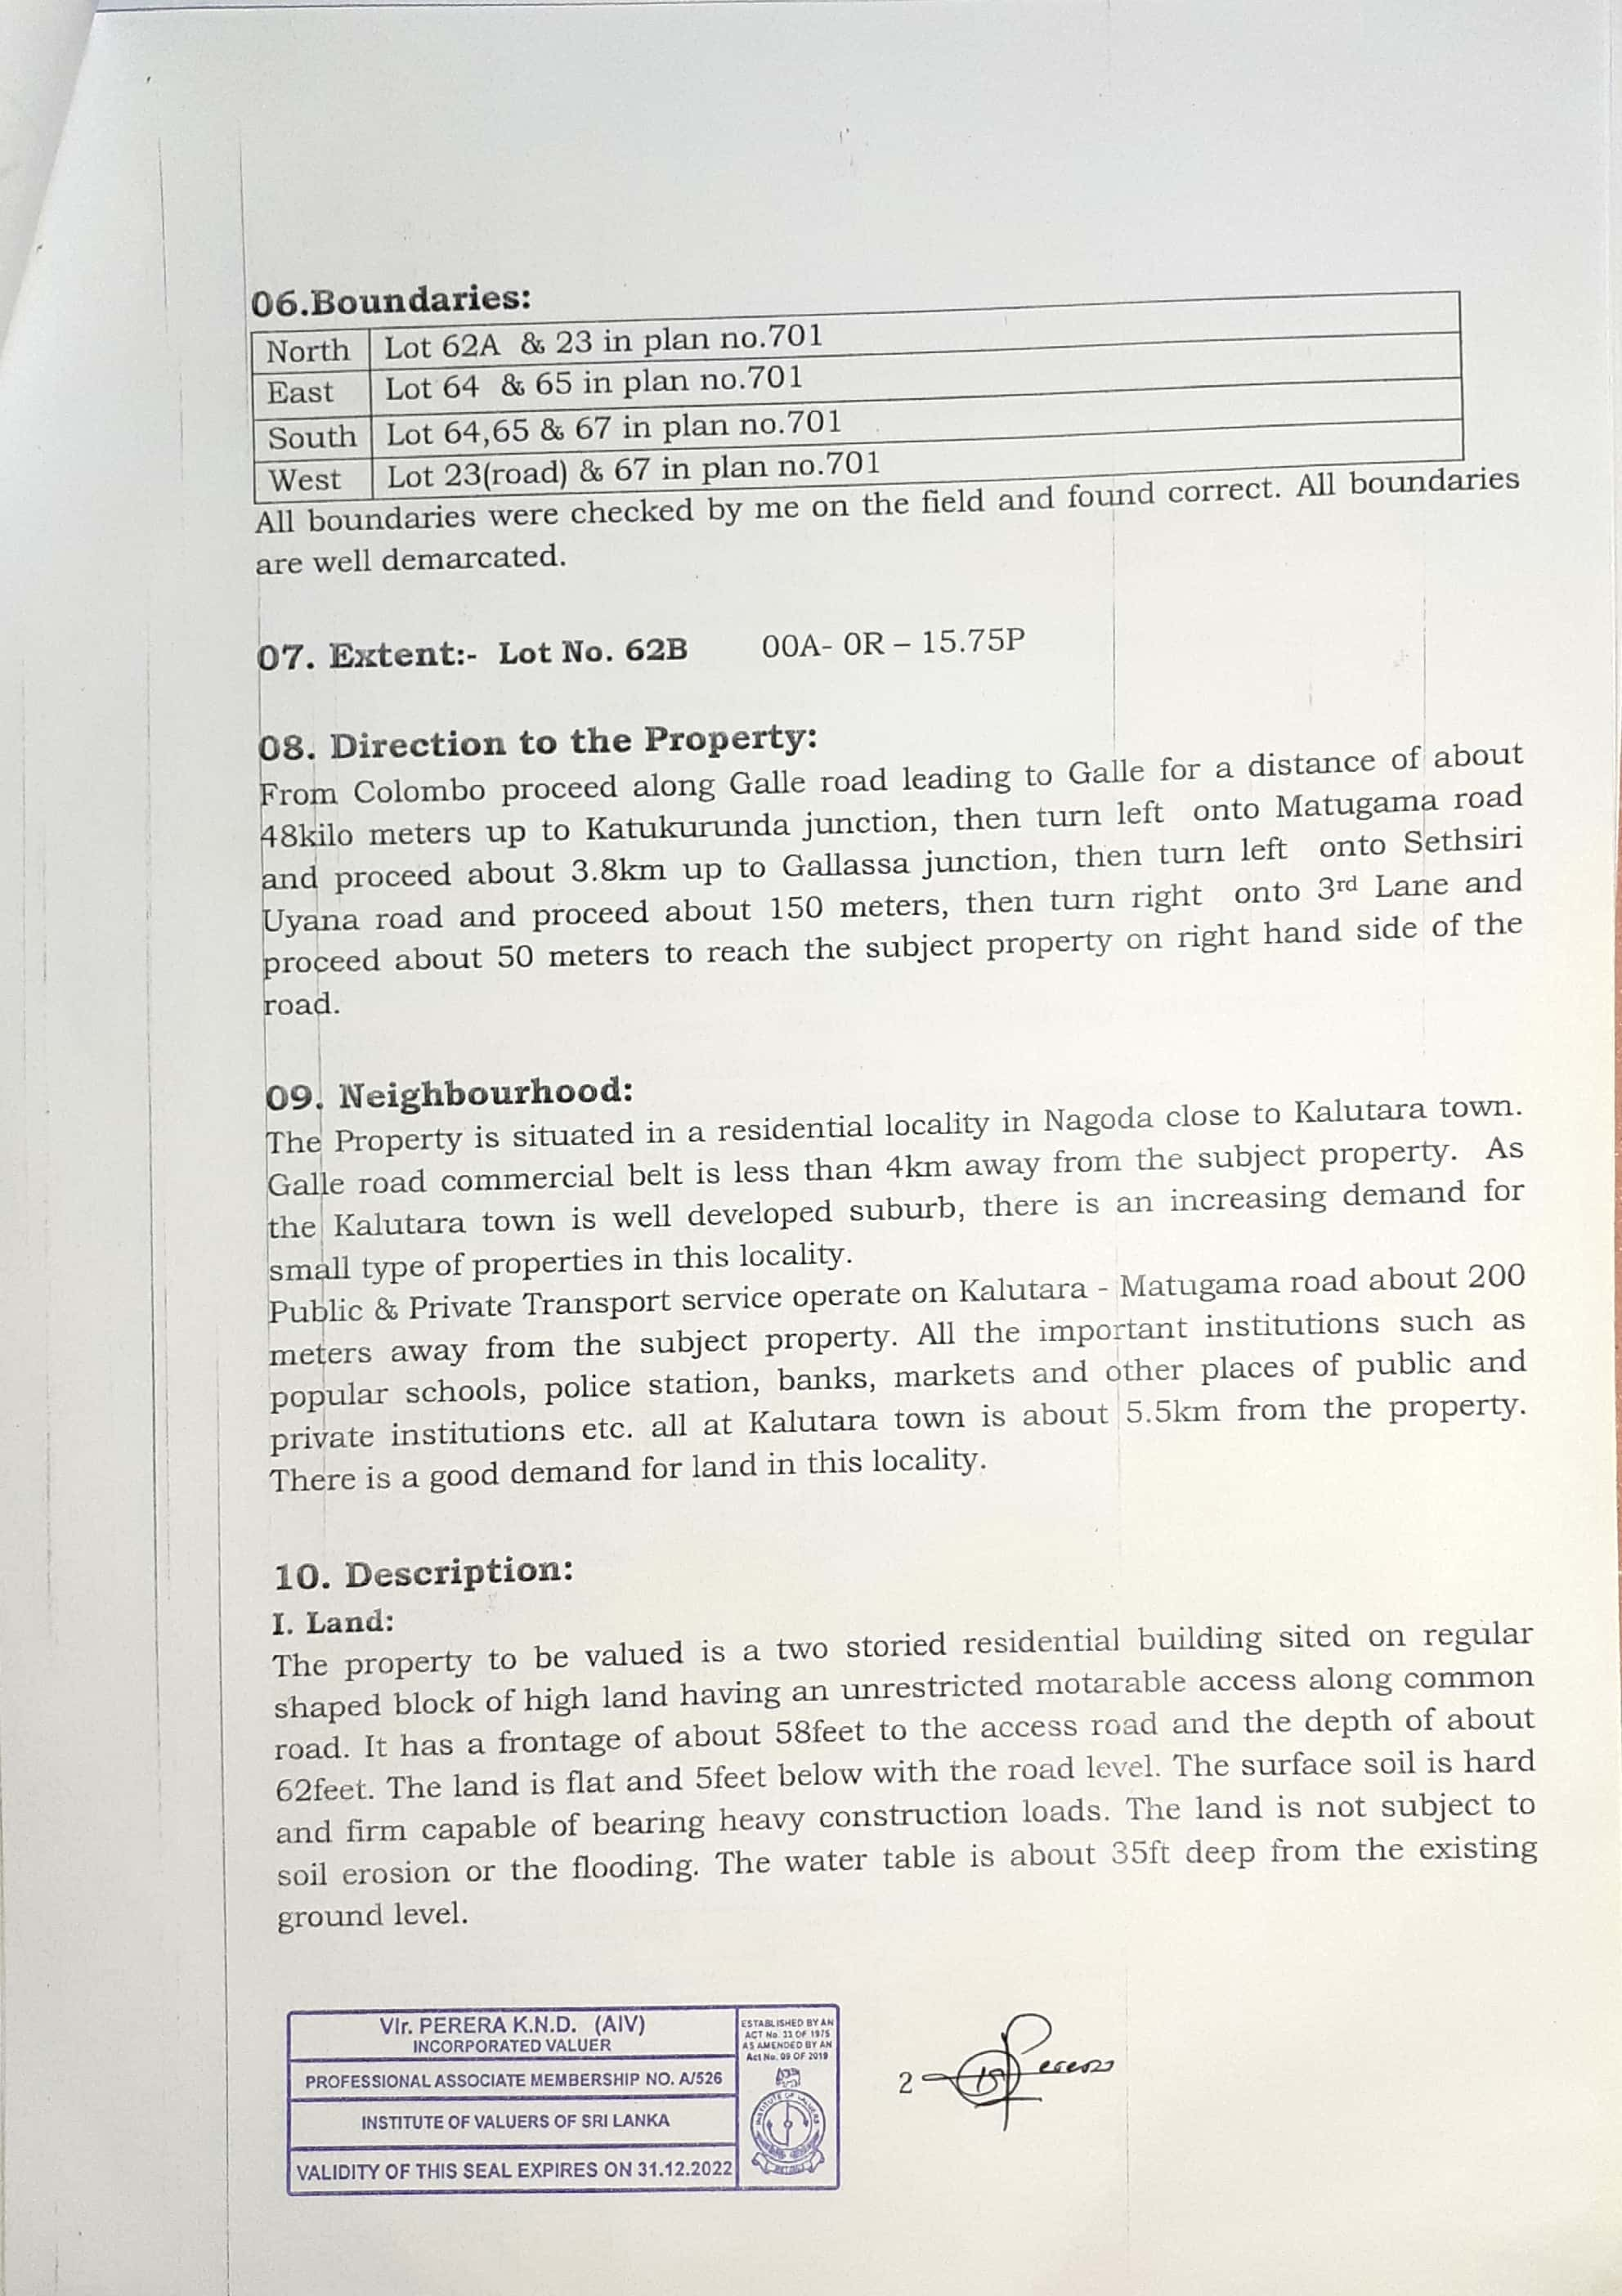 06.Boundaries:
North Lot 62A & 23 in plan no.701
East Lot 64 & 65 in plan no.701
South Lot 64,65 & 67 in plan no.701
West Lot 23(road) & 67 in plan no.701
All boundaries were checked by me on the field and found correct. All boundaries
are well demarcated.
07. Extent:- Lot No. 62B 00A- 0R – 15.75P
08. Direction to the Property:
From Colombo proceed along Galle road leading to Galle for a distance of about
48kilo meters up to Katukurunda junction, then turn left onto Matugama road
and proceed about 3.8km up to Gallassa junction, then turn left onto Sethsiri
Uyana road and proceed about 150 meters, then turn right onto 3rd Lane and
proceed about 50 meters to reach the subject property on right hand side of the
road.
09. Neighbourhood:
The Property is situated in a residential locality in Nagoda close to Kalutara town.
Galle road commercial belt is less than 4km away from the subject property. As
the Kalutara town is well developed suburb, there is an increasing demand for
small type of properties in this locality.
Public & Private Transport service operate on Kalutara - Matugama road about 200
meters away from the subject property. All the important institutions such as
popular schools, police station, banks, markets and other places of public and
private institutions etc. all at Kalutara town is about 5.5km from the property.
There is a good demand for land in this locality.
10. Description:
I. Land:
The property to be valued is a two storied residential building sited on regular
shaped block of high land having an unrestricted motarable access along common
road. It has a frontage of about 58feet to the access road and the depth of about
62feet. The land is flat and 5feet below with the road level. The surface soil is hard
and firm capable of bearing heavy construction loads. The land is not subject to
soil erosion or the flooding. The water table is about 35ft deep from the existing
ground level.
Vlr. PERERA K.N.D. (AIV)
INCORPORATED VALUER
PROFESSIONAL ASSOCIATE MEMBERSHIP NO. A/526
INSTITUTE OF VALUERS OF SRI LANKA
VALIDITY OF THIS SEAL EXPIRES ON 31.12.2022
ESTABLISHED BY AN
ACT No. 33 OF 1975
AS AMENDED BY AN
Act No. 09 OF 2019
INSTITUTE OF VALUERS
2